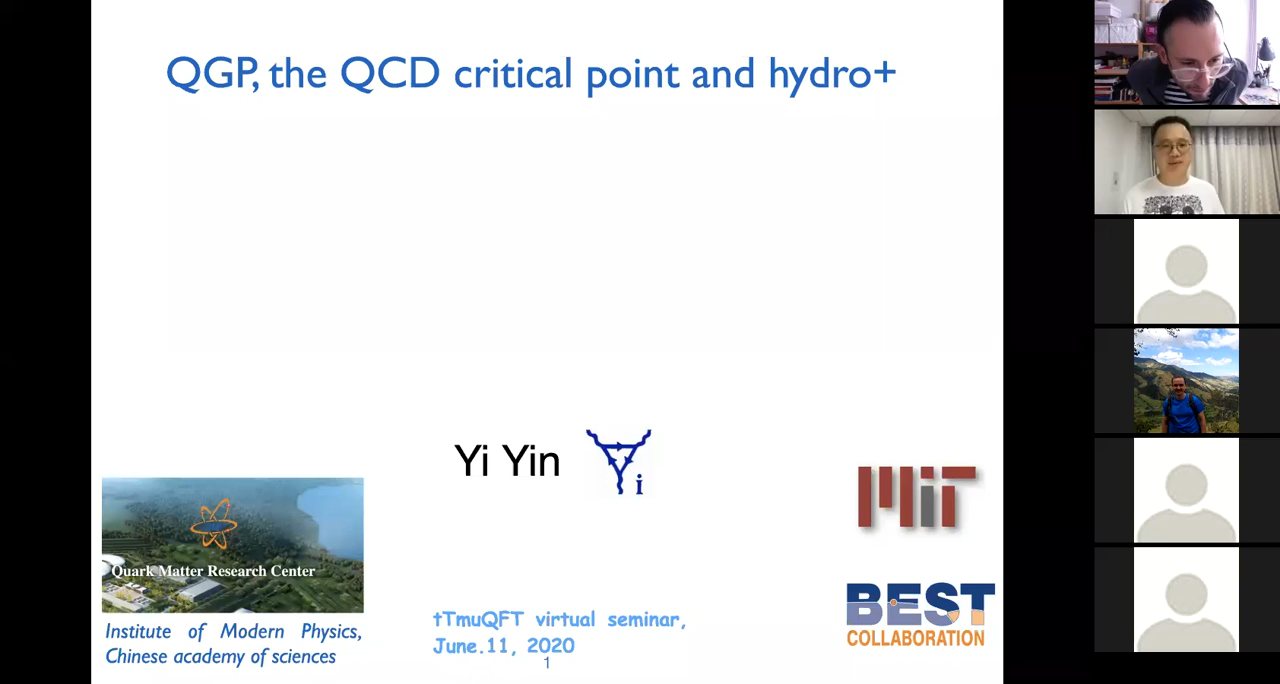 QGP, the QCD critical point and hydro+
Yi Yin
i
MIT
Quark Matter Research Center
Institute of Modern Physics,
Chinese academy of sciences
tTmuQFT virtual seminar,
June.11, 2020
1
BEST
COLLABORATION